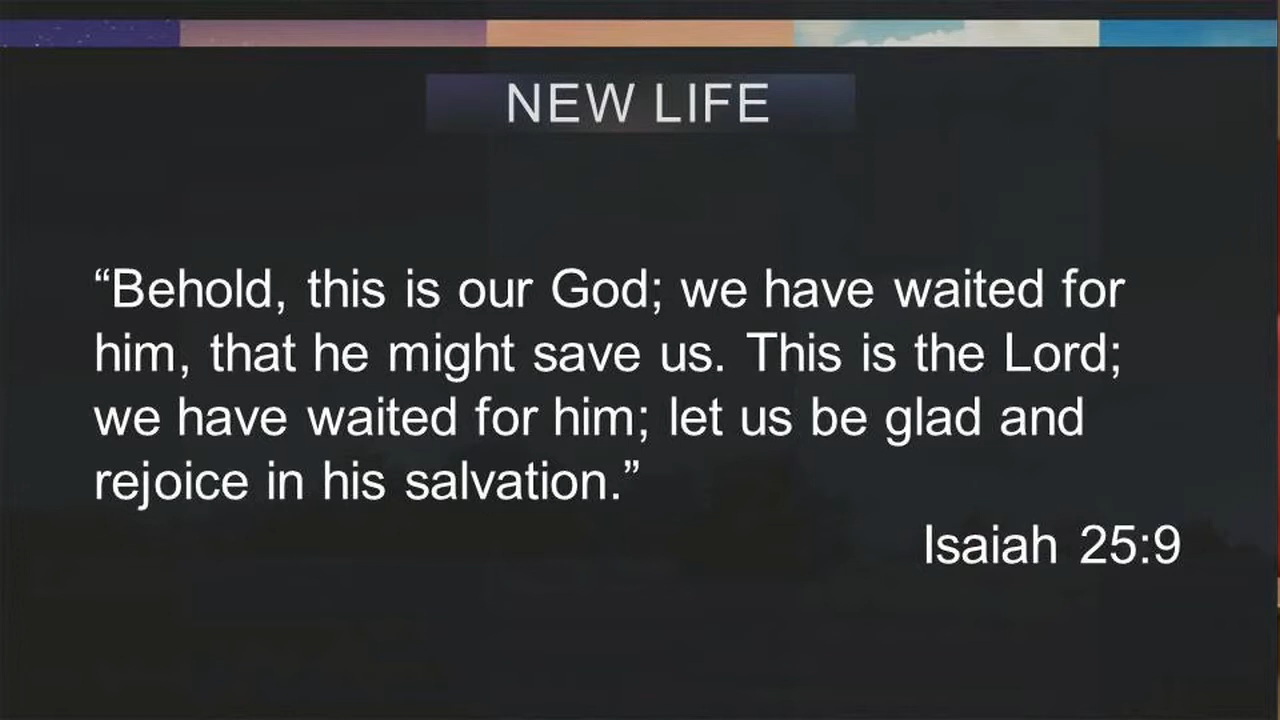 NEW LIFE
“Behold, this is our God; we have waited for
him, that he might save us. This is the Lord;
we have waited for him; let us be glad and
rejoice in his salvation.”
Isaiah 25:9